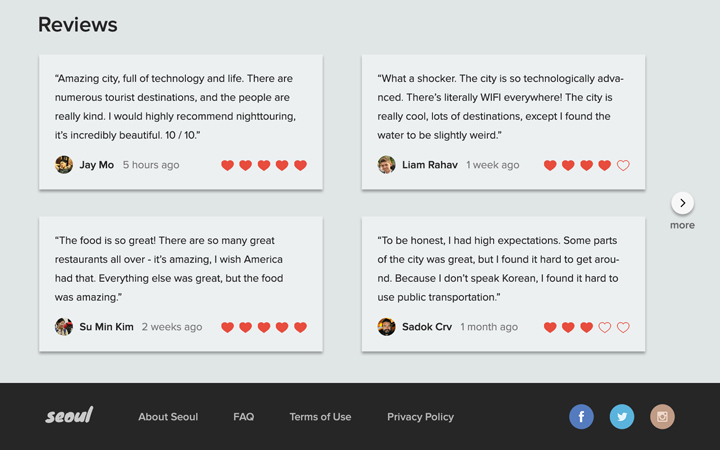 Reviews
“Amazing city, full of technology and life. There are
numerous tourist destinations, and the people are
really kind. I would highly recommend nighttouring,
it’s incredibly beautiful. 10 / 10.”
Jay Mo 5 hours ago
“What a shocker. The city is so technologically adva-
nced. There’s literally WIFI everywhere! The city is
really cool, lots of destinations, except I found the
water to be slightly weird.”
Liam Rahav 1 week ago
“The food is so great! There are so many great
restaurants all over - it’s amazing, I wish America
had that. Everything else was great, but the food
was amazing.”
Su Min Kim 2 weeks ago
“To be honest, I had high expectations. Some parts
of the city was great, but I found it hard to get arou-
nd. Because I don’t speak Korean, I found it hard to
use public transportation.”
Sadok Crv 1 month ago
more
seoul About Seoul FAQ Terms of Use Privacy Policy